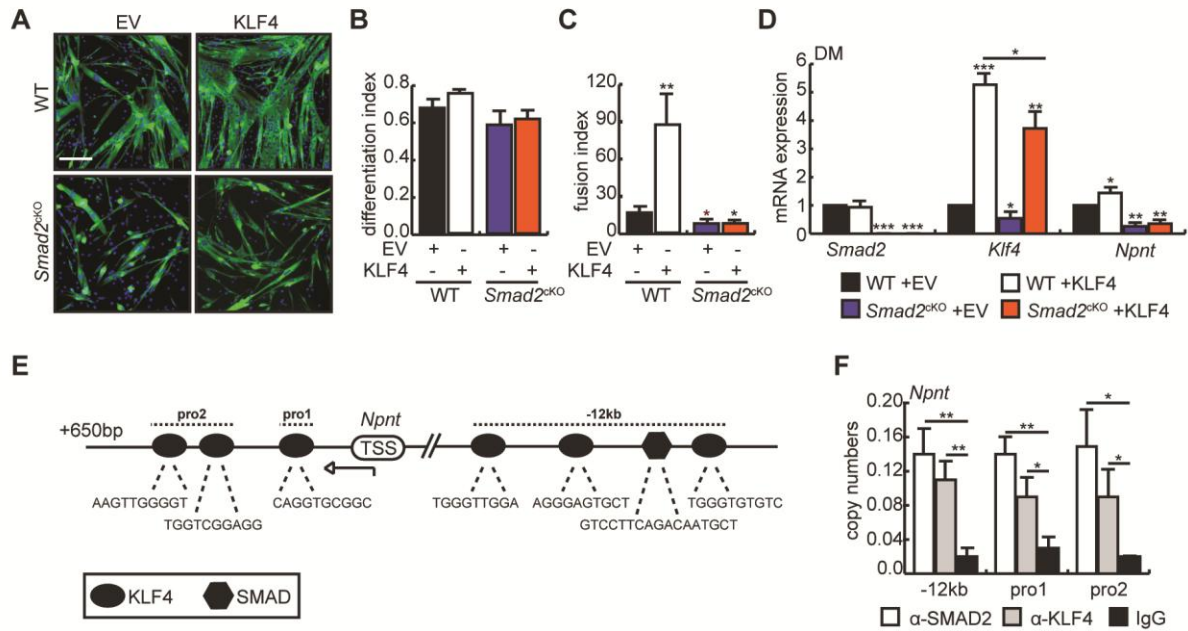 A
EV
KLF4
WT
Smad2cKO
B
differentiation index
0.8
0.6
0.4
0.2
0.0
EV + - + -
KLF4 - + - +
WT Smad2cKO
C
fusion index
120
90
60
30
0
**
* *
EV + - + -
KLF4 - + - +
WT Smad2cKO
D
DM
mRNA expression
6
5
4
3
2
1
0
*
*** **
*
*** ***
*
** **
Smad2 Klf4 Npnt
WT +EV WT +KLF4
Smad2cKO +EV Smad2cKO +KLF4
E
pro2 pro1 Npnt -12kb
+650bp
TSS
//
AAGTTGGGGT CAGGTGCGGC TGGGTTGGA AGGGAGTGCT TGGGTGTGTC
TGGTCGGAGG GTCCTTCAGACAATGCT
KLF4 SMAD
F
Npnt
copy numbers
0.20
0.16
0.12
0.08
0.04
0.00
** ** *
** * *
-12kb pro1 pro2
α-SMAD2 α-KLF4 IgG